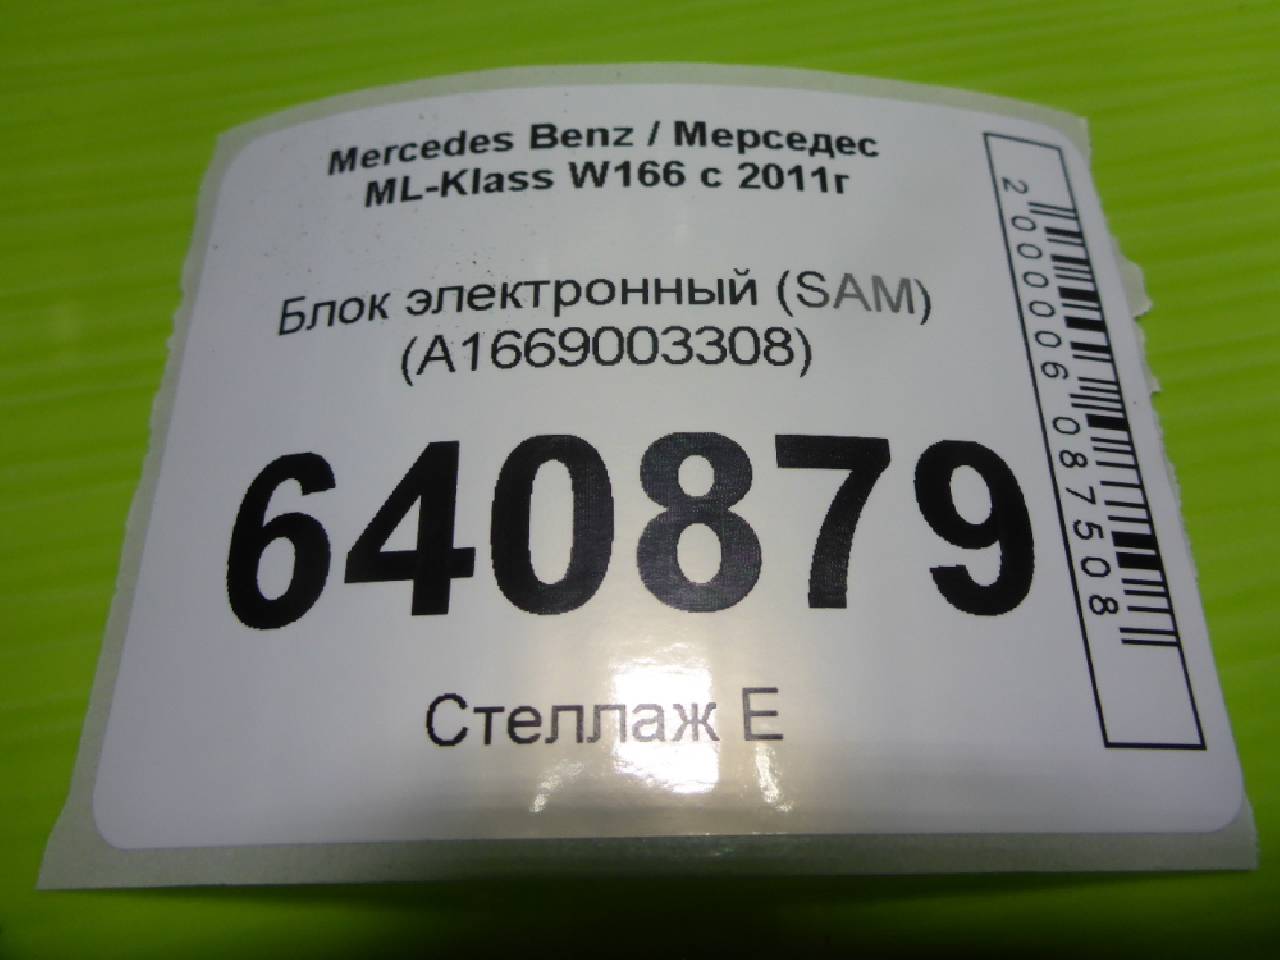 Mercedes Benz / Мерседес
ML-Klass W166 с 2011г
Блок электронный (SAM)
(A1669003308)
640879
Стеллаж Е
2000006087508